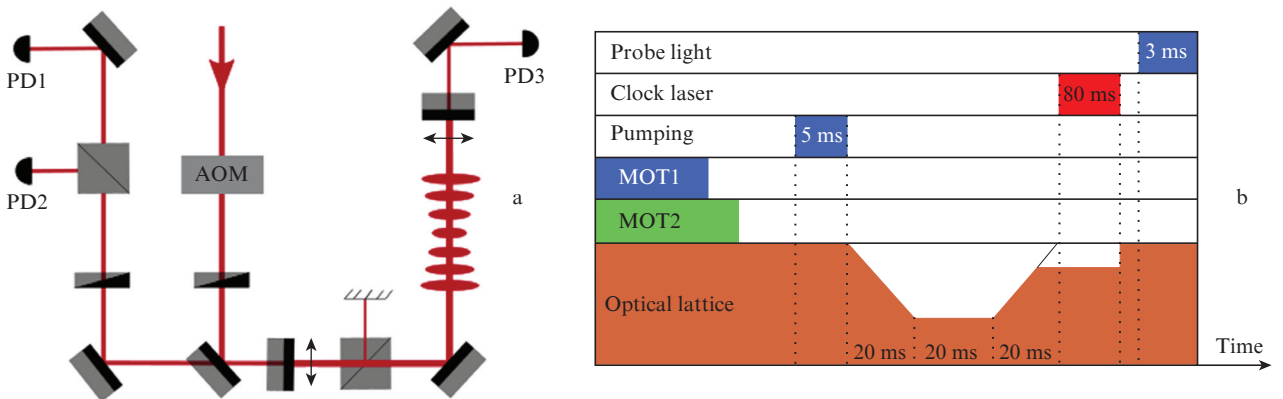 PD1
PD2
AOM
PD3
a
Probe light
3 ms
Clock laser
80 ms
Pumping
5 ms
MOT1
MOT2
b
Optical lattice
20 ms 20 ms 20 ms
Time